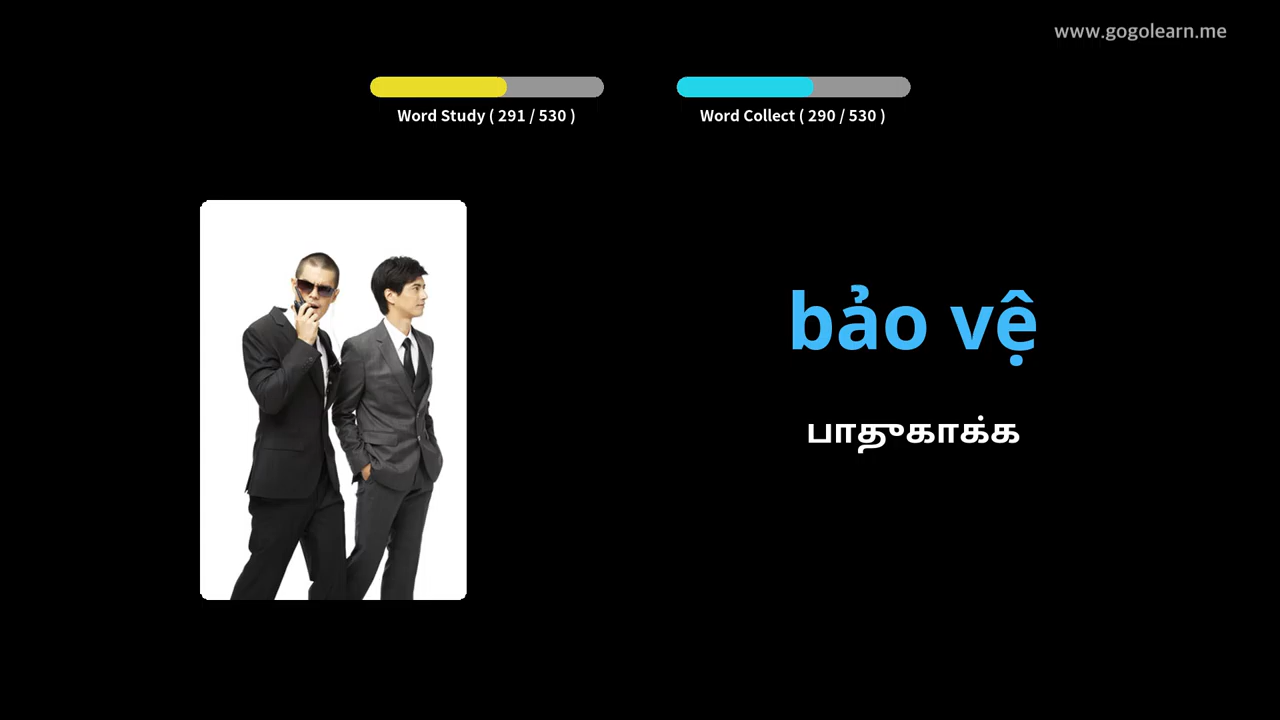 www.gogolearn.me
Word Study ( 291 / 530 )
Word Collect ( 290 / 530 )
bảo vệ
பாதுகாக்க